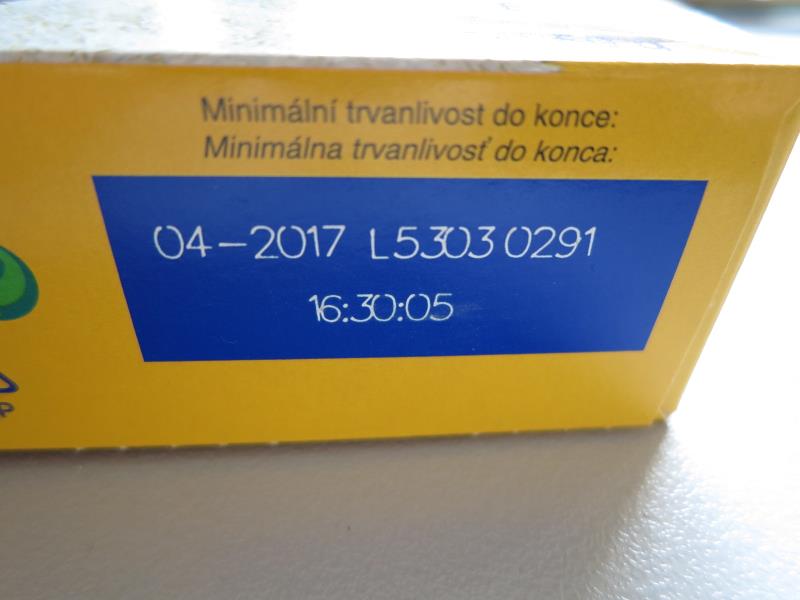 Minimální trvanlivost do konce:
Minimálna trvanlivosť do konca:
04-2017 L5303 0291
16:30:05